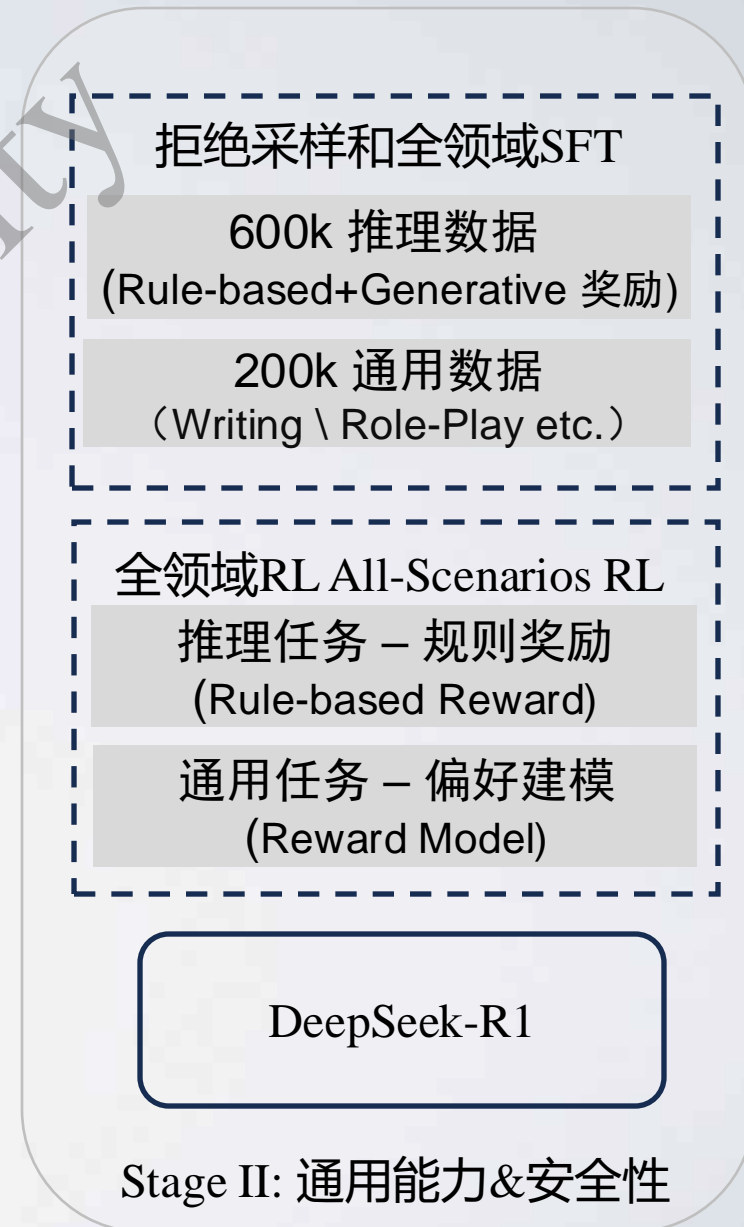 拒绝采样和全领域SFT
600k 推理数据
(Rule-based+Generative 奖励)
200k 通用数据
（Writing \ Role-Play etc.）
全领域RL All-Scenarios RL
推理任务 – 规则奖励
(Rule-based Reward)
通用任务 – 偏好建模
(Reward Model)
DeepSeek-R1
Stage II: 通用能力&安全性